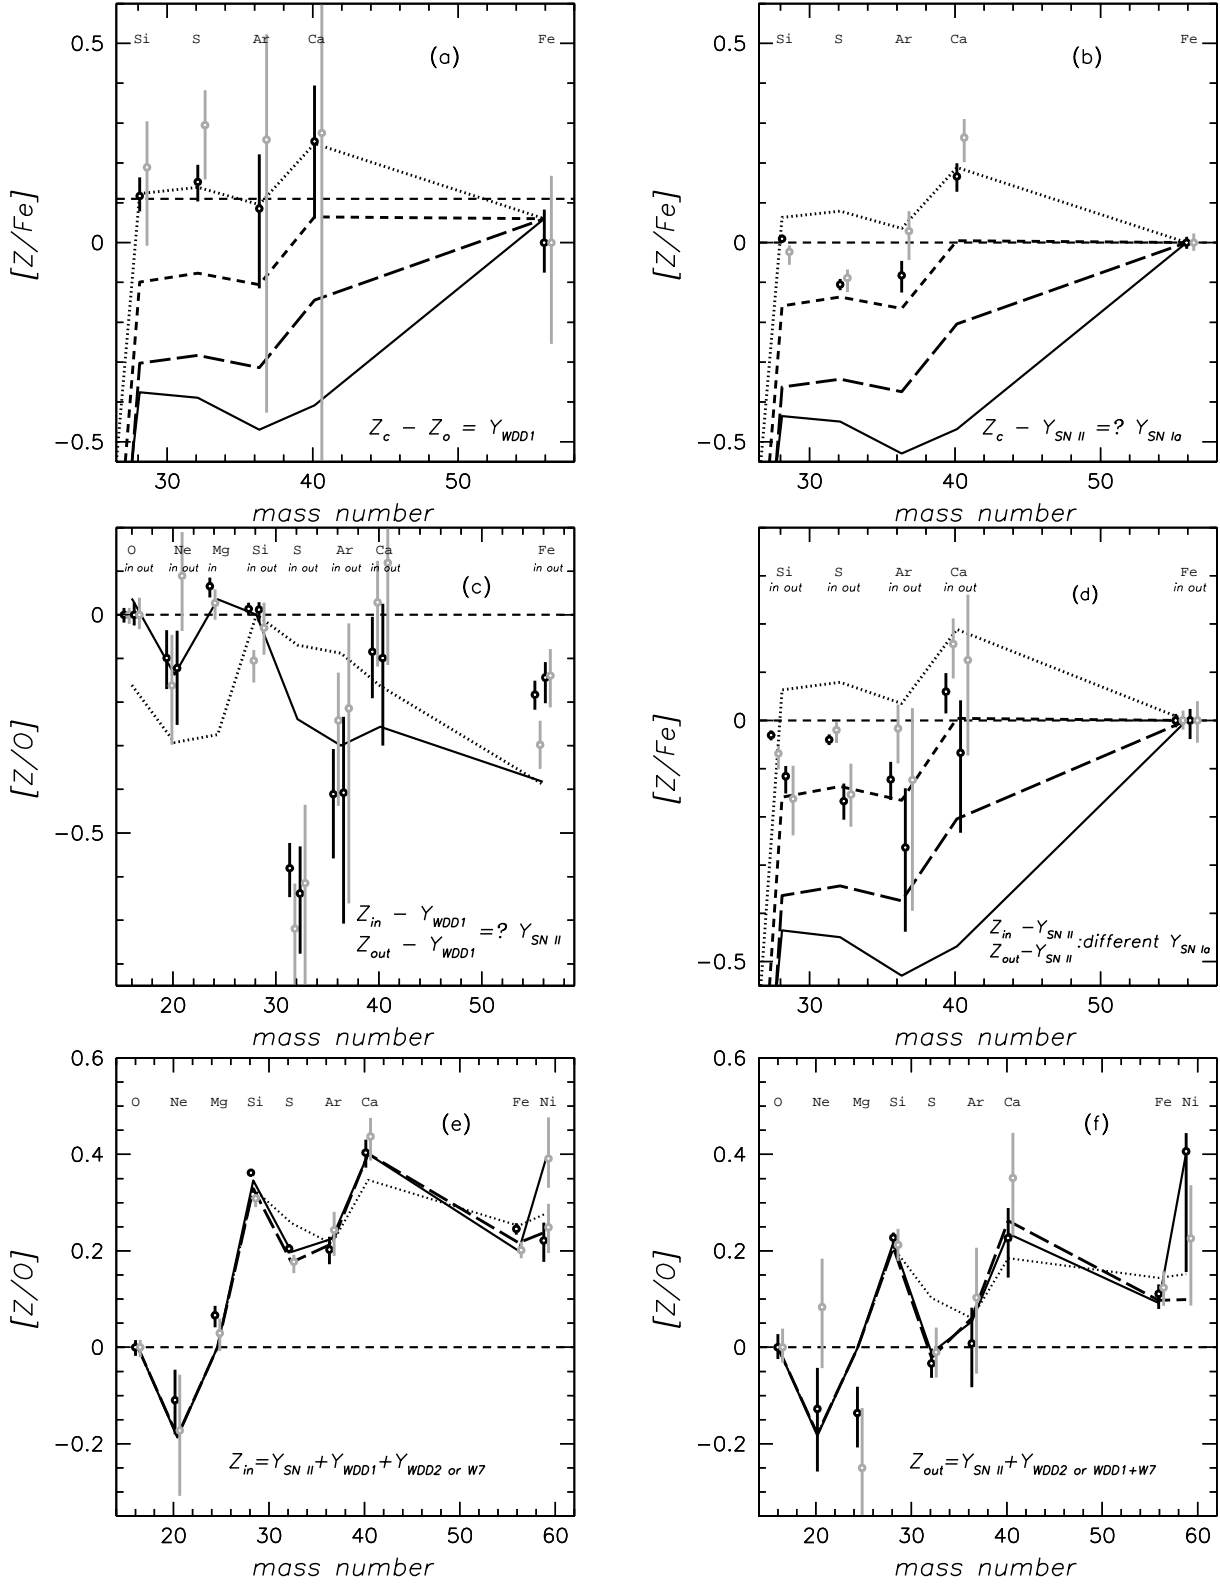 0.5
Si S Ar Ca Fe
(a)
[Z/Fe]
0
−0.5
Z_c − Z_o = Y_WDD1
30 40 50
mass number
0.5
Si S Ar Ca Fe
(b)
[Z/Fe]
0
−0.5
Z_c − Y_SN II =? Y_SN Ia
30 40 50
mass number
O Ne Mg Si S Ar Ca Fe
in out in out in in out in out in out in out in out
(c)
0
[Z/O]
−0.5
Z_in − Y_WDD1
Z_out − Y_WDD1
=? Y_SN II
20 30 40 50
mass number
Si S Ar Ca Fe
in out in out in out in out in out
(d)
0
[Z/Fe]
−0.5
Z_in −Y_SN II
Z_out−Y_SN II
:different Y_SN Ia
30 40 50
mass number
0.6
O Ne Mg Si S Ar Ca Fe Ni
(e)
0.4
0.2
[Z/O]
0
−0.2
Z_in=Y_SN II+Y_WDD1+Y_WDD2 or W7
20 30 40 50 60
mass number
0.6
O Ne Mg Si S Ar Ca Fe Ni
(f)
0.4
0.2
[Z/O]
0
−0.2
Z_out=Y_SN II+Y_WDD2 or WDD1+W7
20 30 40 50 60
mass number